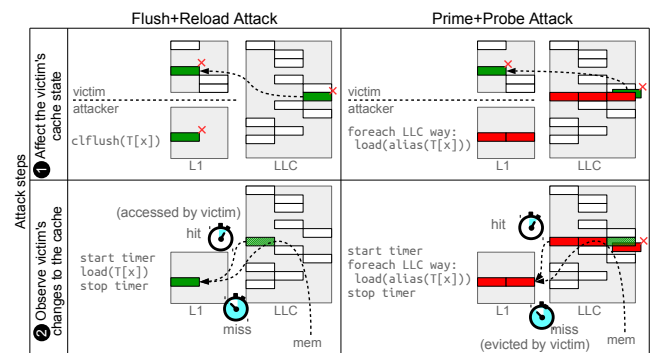 Flush+Reload Attack
Prime+Probe Attack
Attack steps
1 Affect the victim's
cache state
victim
attacker
clflush(T[x])
L1
LLC
victim
attacker
foreach LLC way:
load(alias(T[x]))
L1
LLC
2 Observe victim's
changes to the cache
(accessed by victim)
hit
start timer
load(T[x])
stop timer
L1
LLC
miss
mem
hit
start timer
foreach LLC way:
load(alias(T[x]))
stop timer
L1
LLC
miss
(evicted by victim)
mem